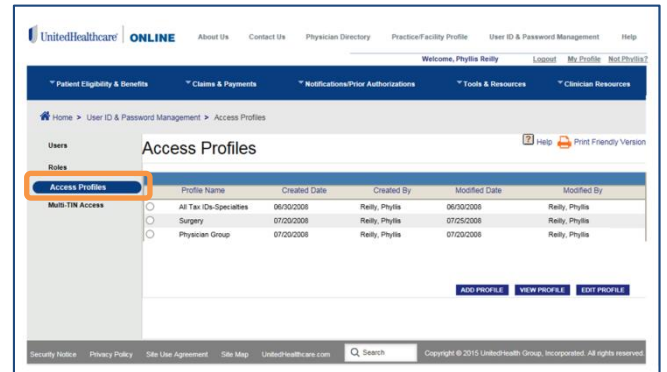 UnitedHealthcare ONLINE About Us Contact Us Physician Directory Practice/Facility Profile User ID & Password Management Help
Welcome, Phyllis Reilly Logout My Profile Not Phyllis?
Patient Eligibility & Benefits Claims & Payments Notifications/Prior Authorizations Tools & Resources Clinician Resources
Home > User ID & Password Management > Access Profiles
Users Access Profiles ? Help Print Friendly Version
Roles
Access Profiles Profile Name Created Date Created By Modified Date Modified By
Multi-TIN Access All Tax IDs-Specialties 06/30/2008 Reilly, Phyllis 06/30/2008 Reilly, Phyllis
Surgery 07/20/2008 Reilly, Phyllis 07/25/2008 Reilly, Phyllis
Physician Group 07/20/2008 Reilly, Phyllis 07/20/2008 Reilly, Phyllis
ADD PROFILE VIEW PROFILE EDIT PROFILE
Security Notice Privacy Policy Site Use Agreement Site Map UnitedHealthcare.com Search Copyright © 2015 UnitedHealth Group, Incorporated. All rights reserved.